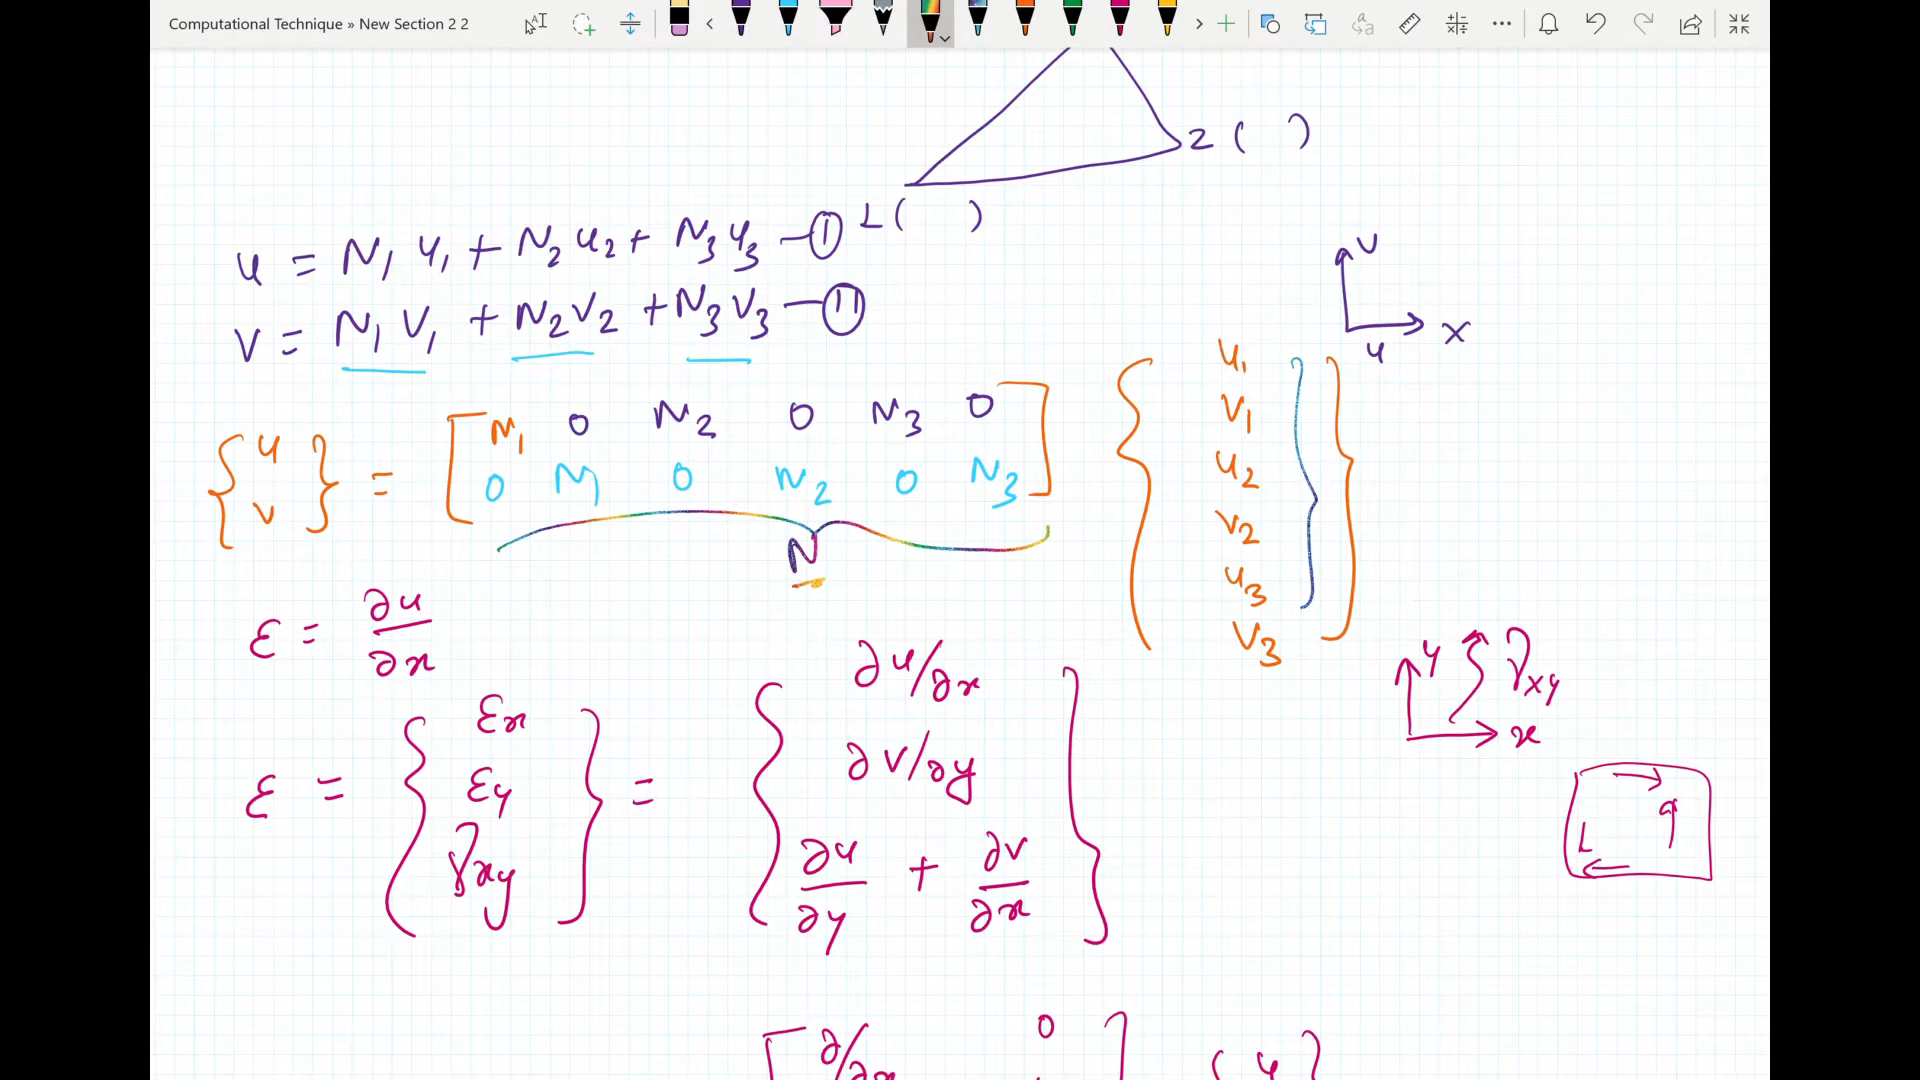 Computational Technique » New Section 2 2
2 ( )
1 ( )
u = N₁ u₁ + N₂ u₂ + N₃ u₃ — Ⓘ
v = N₁ V₁ + N₂ V₂ + N₃ V₃ — (II)
v
u x
{ u v } = [ N₁ 0 N₂ 0 N₃ 0
0 N₁ 0 N₂ 0 N₃ ]
{ u₁
v₁
u₂
v₂
u₃
v₃ }
N
ε = ∂u/∂x
y γxy
x
ε = { εx
εy
γxy } = { ∂u/∂x
∂v/∂y
∂u/∂y + ∂v/∂x }
[ ∂/∂x 0 ] { u }